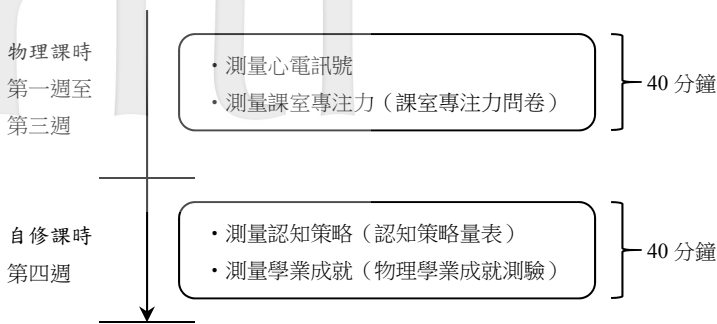 物理課時
第一週至
第三週
・測量心電訊號
・測量課室專注力（課室專注力問卷）
40 分鐘
自修課時
第四週
・測量認知策略（認知策略量表）
・測量學業成就（物理學業成就測驗）
40 分鐘